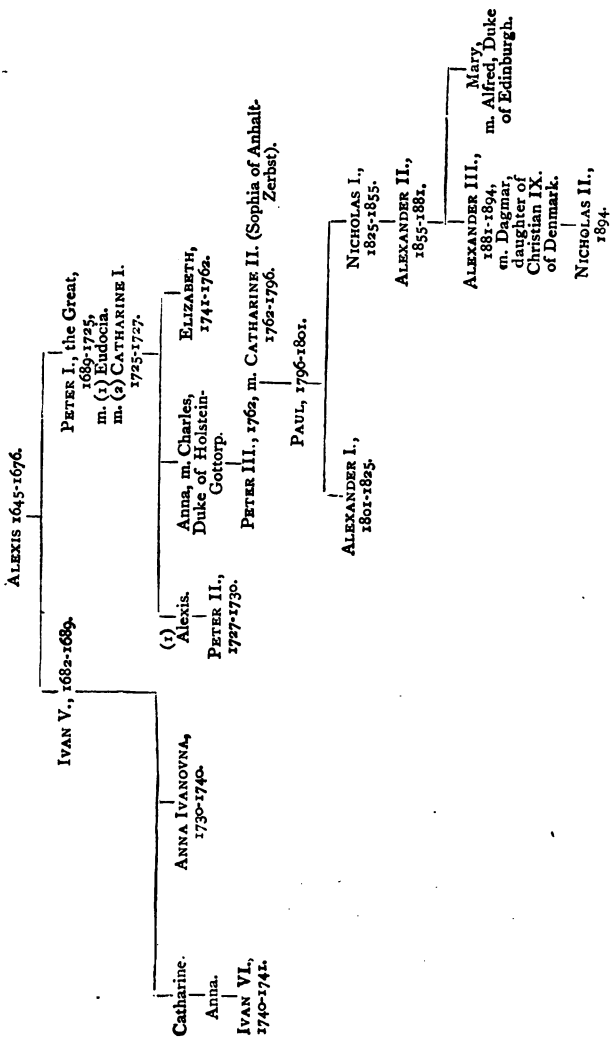 ALEXIS 1645-1676.
IVAN V., 1682-1689.
PETER I., the Great,
1689-1725,
m. (1) Eudocia.
m. (2) CATHARINE I.
1725-1727.
Catharine.
Anna.
IVAN VI.,
1740-1741.
ANNA IVANOVNA,
1730-1740.
(1)
Alexis.
PETER II.,
1727-1730.
Anna, m. Charles,
Duke of Holstein-
Gottorp.
ELIZABETH,
1741-1762.
PETER III., 1762, m. CATHARINE II. (Sophia of Anhalt-
1762-1796. Zerbst).
PAUL, 1796-1801.
ALEXANDER I.,
1801-1825.
NICHOLAS I.,
1825-1855.
ALEXANDER II.,
1855-1881.
ALEXANDER III.,
1881-1894,
m. Dagmar,
daughter of
Christian IX.
of Denmark.
Mary,
m. Alfred, Duke
of Edinburgh.
NICHOLAS II.,
1894.